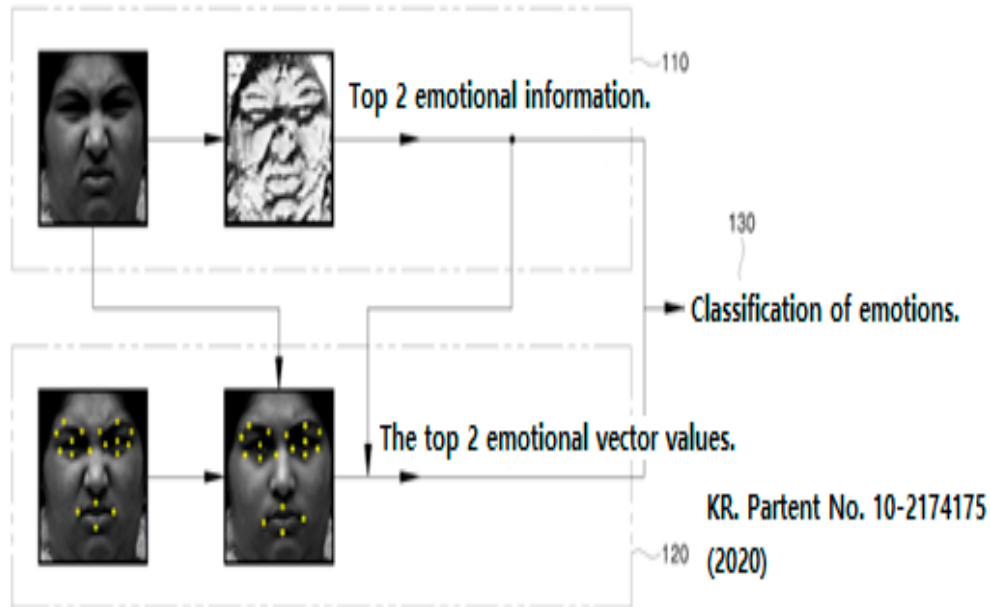 110
Top 2 emotional information.
130
Classification of emotions.
The top 2 emotional vector values.
KR. Partent No. 10-2174175
(2020)
120